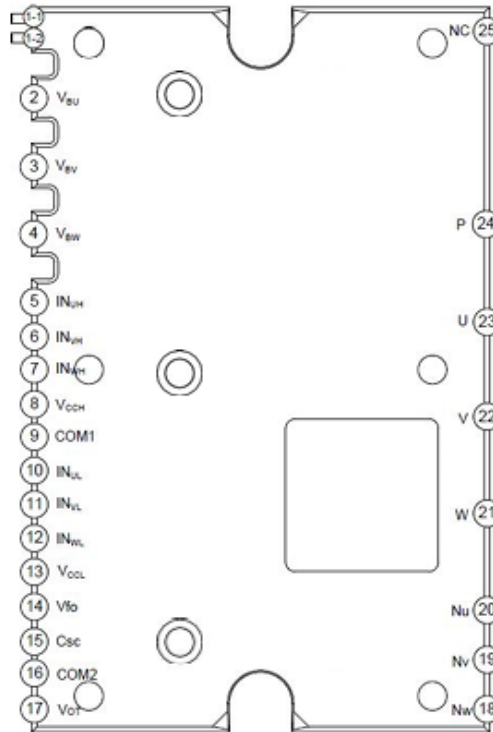 1-1
1-2
2 VBU
3 VBV
4 VBW
5 INUH
6 INVH
7 INWH
8 VCCH
9 COM1
10 INUL
11 INVL
12 INWL
13 VCCL
14 Vfo
15 Csc
16 COM2
17 VOT
NC 25
P 24
U 23
V 22
W 21
Nu 20
Nv 19
Nw 18